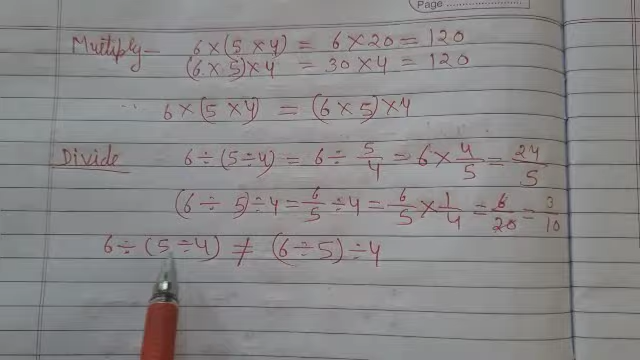 Page
Multiply— 6×(5×4) = 6×20 = 120
(6×5)×4 = 30×4 = 120
∴ 6×(5×4) = (6×5)×4
Divide 6÷(5÷4) = 6÷5/4 = 6×4/5 = 24/5
(6÷5)÷4 = 6/5÷4 = 6/5×1/4 = 6/20 = 3/10
6÷(5÷4) ≠ (6÷5)÷4